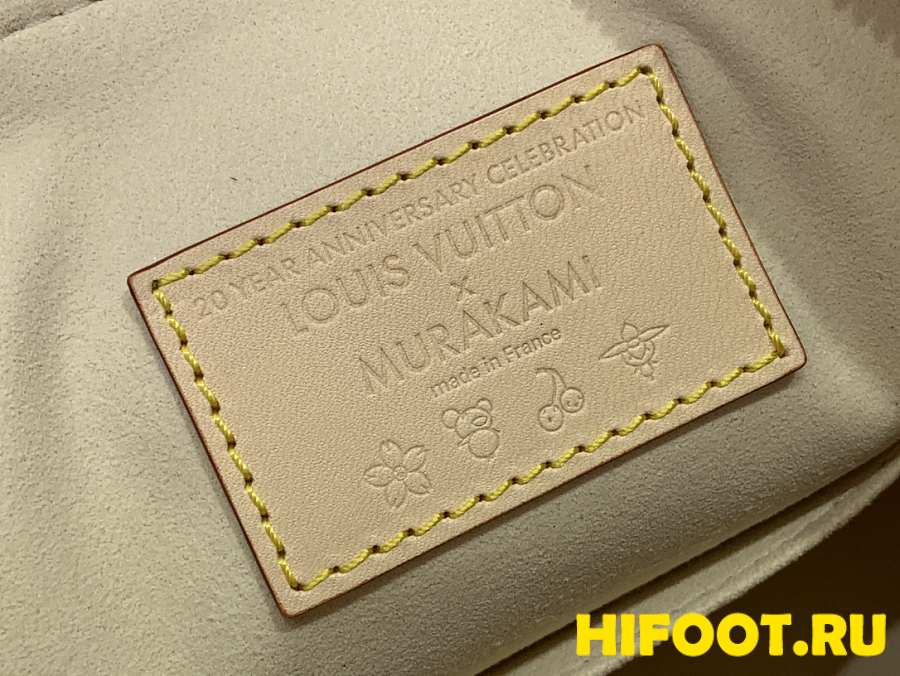 20 YEAR ANNIVERSARY CELEBRATION
LOUIS VUITTON
x
MURAKAMi
made in France
HIFOOT.RU